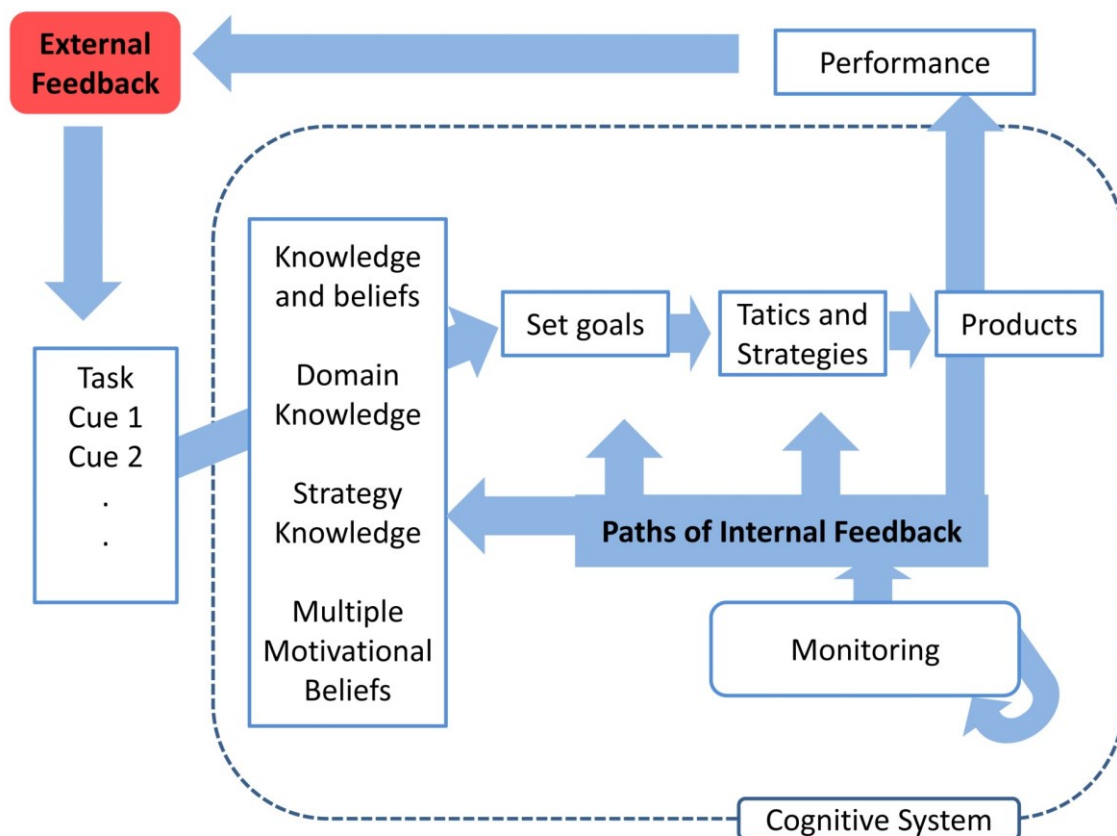 External
Feedback
Performance
Knowledge
and beliefs
Domain
Knowledge
Strategy
Knowledge
Multiple
Motivational
Beliefs
Set goals
Tatics and
Strategies
Products
Task
Cue 1
Cue 2
.
.
Paths of Internal Feedback
Monitoring
Cognitive System